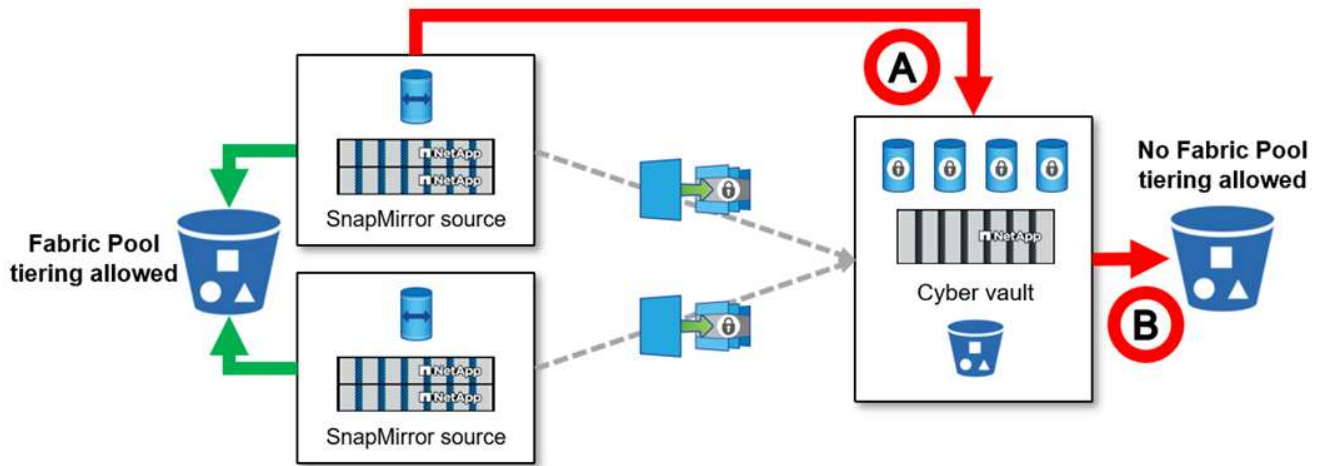 A
NetApp
NetApp
SnapMirror source
Fabric Pool
tiering allowed
NetApp
NetApp
SnapMirror source
NetApp
Cyber vault
No Fabric Pool
tiering allowed
B